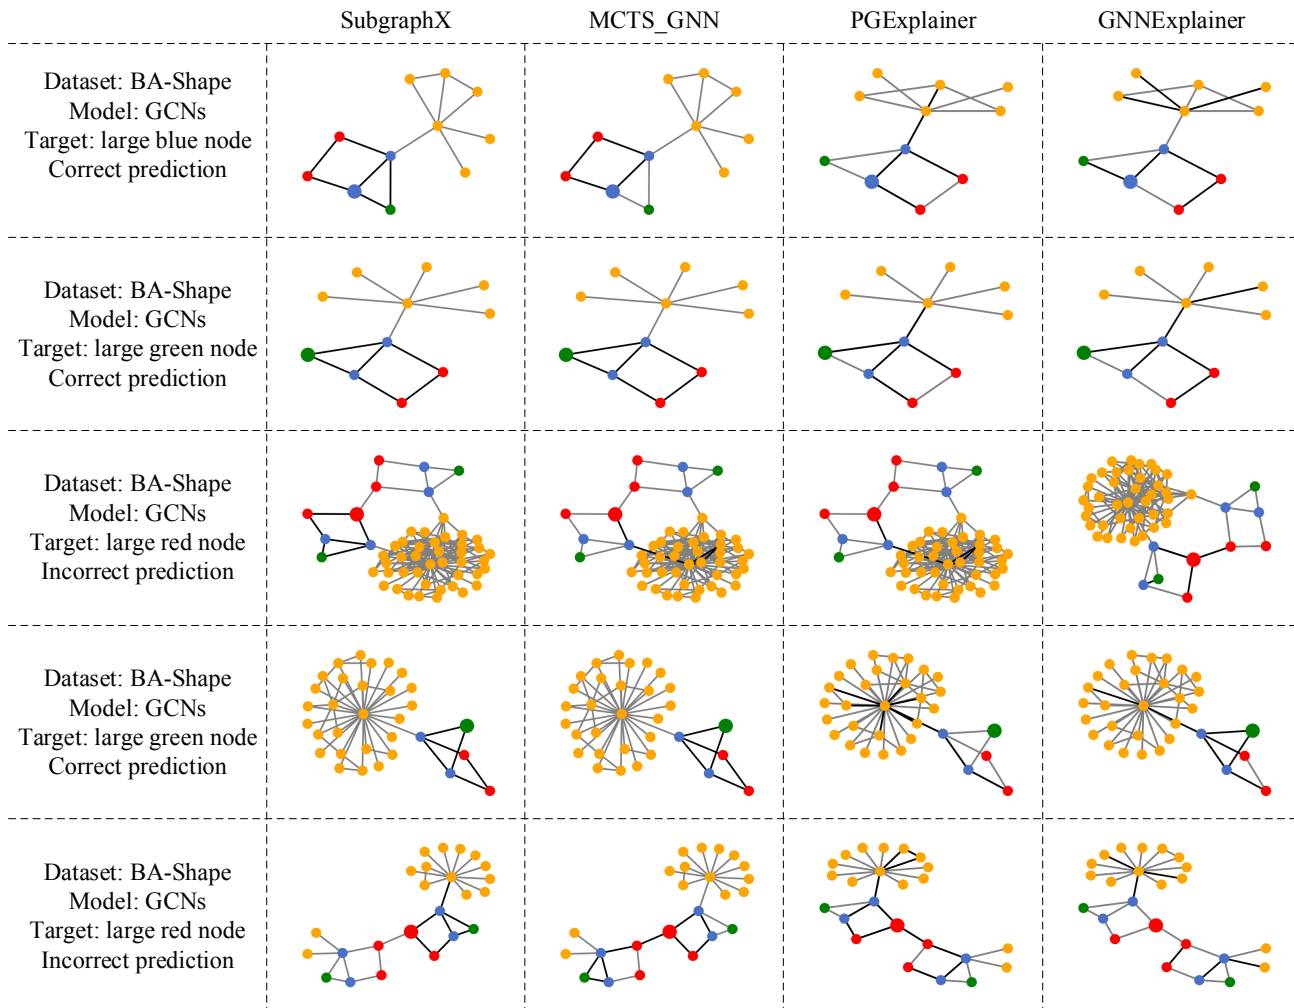 SubgraphX MCTS_GNN PGExplainer GNNExplainer
Dataset: BA-Shape
Model: GCNs
Target: large blue node
Correct prediction
Dataset: BA-Shape
Model: GCNs
Target: large green node
Correct prediction
Dataset: BA-Shape
Model: GCNs
Target: large red node
Incorrect prediction
Dataset: BA-Shape
Model: GCNs
Target: large green node
Correct prediction
Dataset: BA-Shape
Model: GCNs
Target: large red node
Incorrect prediction